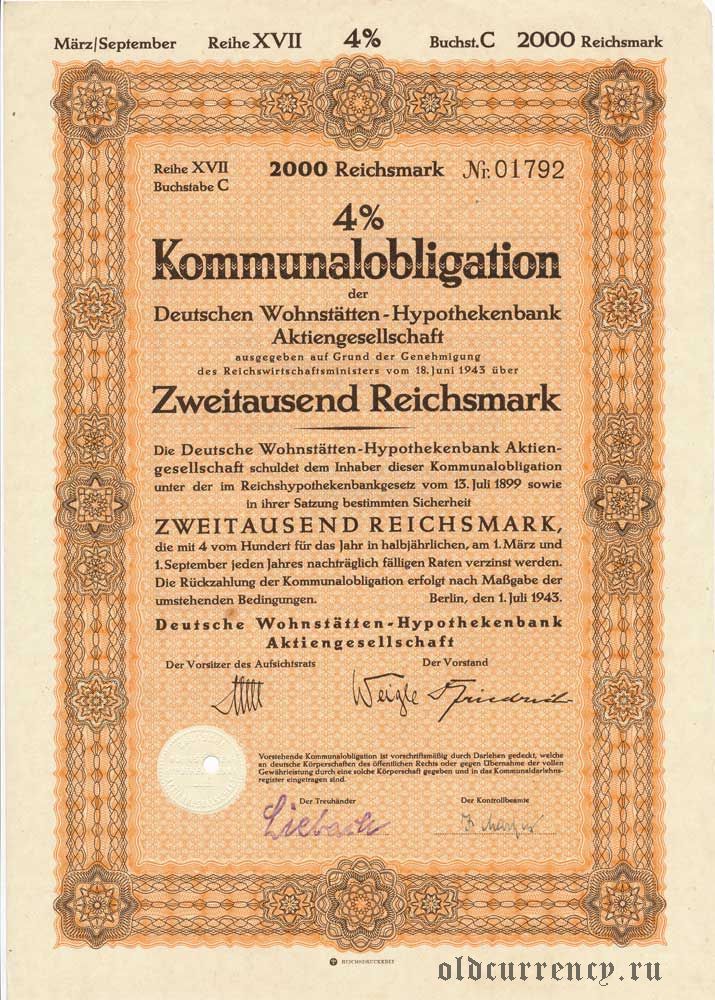 März/September Reihe XVII 4% Buchst. C 2000 Reichsmark
Reihe XVII 2000 Reichsmark Nr. 01792
Buchstabe C
4%
Kommunalobligation
der
Deutschen Wohnstätten-Hypothekenbank
Aktiengesellschaft
ausgegeben auf Grund der Genehmigung
des Reichswirtschaftsministers vom 18. Juni 1943 über
Zweitausend Reichsmark
Die Deutsche Wohnstätten-Hypothekenbank Aktien-
gesellschaft schuldet dem Inhaber dieser Kommunalobligation
unter der im Reichshypothekenbankgesetz vom 13. Juli 1899 sowie
in ihrer Satzung bestimmten Sicherheit
ZWEITAUSEND REICHSMARK,
die mit 4 vom Hundert für das Jahr in halbjährlichen, am 1. März und
1. September jeden Jahres nachträglich fälligen Raten verzinst werden.
Die Rückzahlung der Kommunalobligation erfolgt nach Maßgabe der
umstehenden Bedingungen. Berlin, den 1. Juli 1943.
Deutsche Wohnstätten-Hypothekenbank
Aktiengesellschaft
Der Vorsitzer des Aufsichtsrats Der Vorstand
Weigle Friedrich
Vorstehende Kommunalobligation ist vorschriftsmäßig durch Darlehen gedeckt, welche
an deutsche Körperschaften des öffentlichen Rechts oder gegen Übernahme der vollen
Gewährleistung durch eine solche Körperschaft gegeben und in das Kommunaldarlehns-
register eingetragen sind.
Der Treuhänder Der Kontrollbeamte
Liebach
REICHSDRUCKEREI
oldcurrency.ru